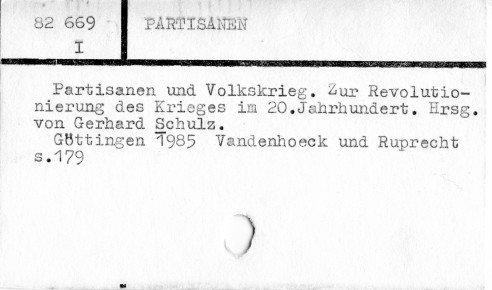 82 669 PARTISANEN
I
Partisanen und Volkskrieg. Zur Revolutio-
nierung des Krieges im 20.Jahrhundert. Hrsg.
von Gerhard Schulz.
Göttingen 1985 Vandenhoeck und Ruprecht
s.179